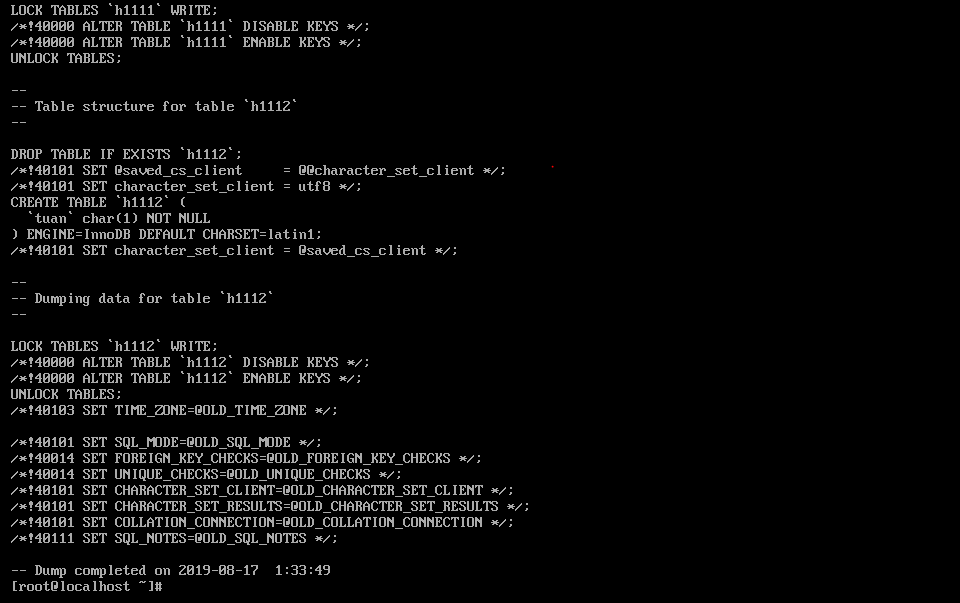 LOCK TABLES `h1111` WRITE;
/*!40000 ALTER TABLE `h1111` DISABLE KEYS */;
/*!40000 ALTER TABLE `h1111` ENABLE KEYS */;
UNLOCK TABLES;
--
-- Table structure for table `h1112`
--
DROP TABLE IF EXISTS `h1112`;
/*!40101 SET @saved_cs_client     = @@character_set_client */;
/*!40101 SET character_set_client = utf8 */;
CREATE TABLE `h1112` (
  `tuan` char(1) NOT NULL
) ENGINE=InnoDB DEFAULT CHARSET=latin1;
/*!40101 SET character_set_client = @saved_cs_client */;
--
-- Dumping data for table `h1112`
--
LOCK TABLES `h1112` WRITE;
/*!40000 ALTER TABLE `h1112` DISABLE KEYS */;
/*!40000 ALTER TABLE `h1112` ENABLE KEYS */;
UNLOCK TABLES;
/*!40103 SET TIME_ZONE=@OLD_TIME_ZONE */;
/*!40101 SET SQL_MODE=@OLD_SQL_MODE */;
/*!40014 SET FOREIGN_KEY_CHECKS=@OLD_FOREIGN_KEY_CHECKS */;
/*!40014 SET UNIQUE_CHECKS=@OLD_UNIQUE_CHECKS */;
/*!40101 SET CHARACTER_SET_CLIENT=@OLD_CHARACTER_SET_CLIENT */;
/*!40101 SET CHARACTER_SET_RESULTS=@OLD_CHARACTER_SET_RESULTS */;
/*!40101 SET COLLATION_CONNECTION=@OLD_COLLATION_CONNECTION */;
/*!40111 SET SQL_NOTES=@OLD_SQL_NOTES */;
-- Dump completed on 2019-08-17  1:33:49
[root@localhost ~]#